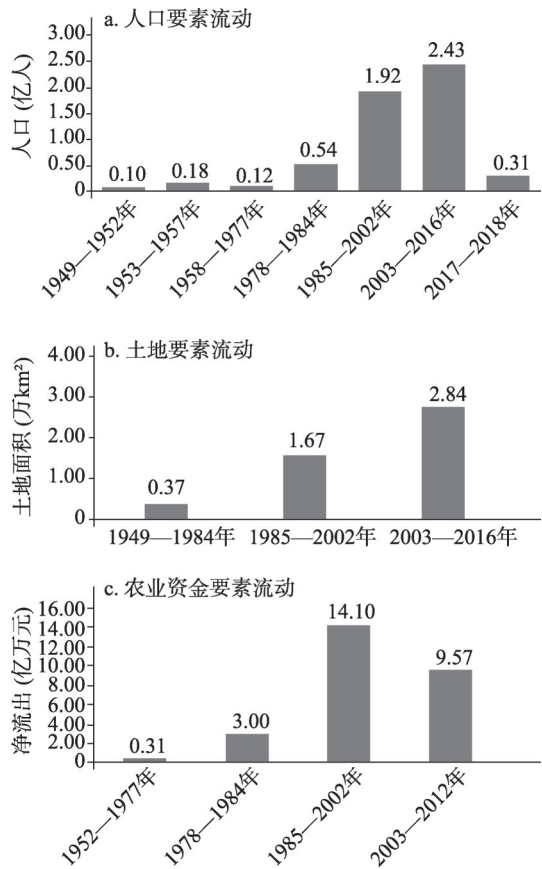 a. 人口要素流动
人口 (亿人)
3.00
2.50
2.00
1.50
1.00
0.50
0
0.10
0.18
0.12
0.54
1.92
2.43
0.31
1949—1952年
1953—1957年
1958—1977年
1978—1984年
1985—2002年
2003—2016年
2017—2018年
b. 土地要素流动
土地面积 (万km²)
4.00
3.00
2.00
1.00
0
0.37
1.67
2.84
1949—1984年
1985—2002年
2003—2016年
c. 农业资金要素流动
净流出 (亿万元)
16.00
14.00
12.00
10.00
8.00
6.00
4.00
2.00
0
0.31
3.00
14.10
9.57
1952—1977年
1978—1984年
1985—2002年
2003—2012年